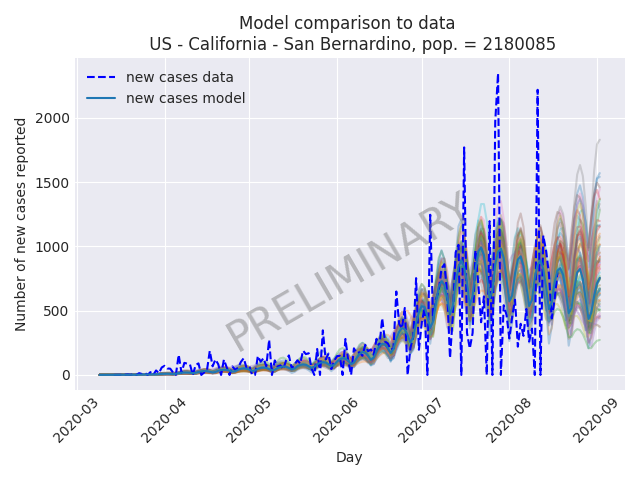 Model comparison to data
US - California - San Bernardino, pop. = 2180085
new cases data
new cases model
PRELIMINARY
Number of new cases reported
2000
1500
1000
500
0
2020-03
2020-04
2020-05
2020-06
2020-07
2020-08
2020-09
Day